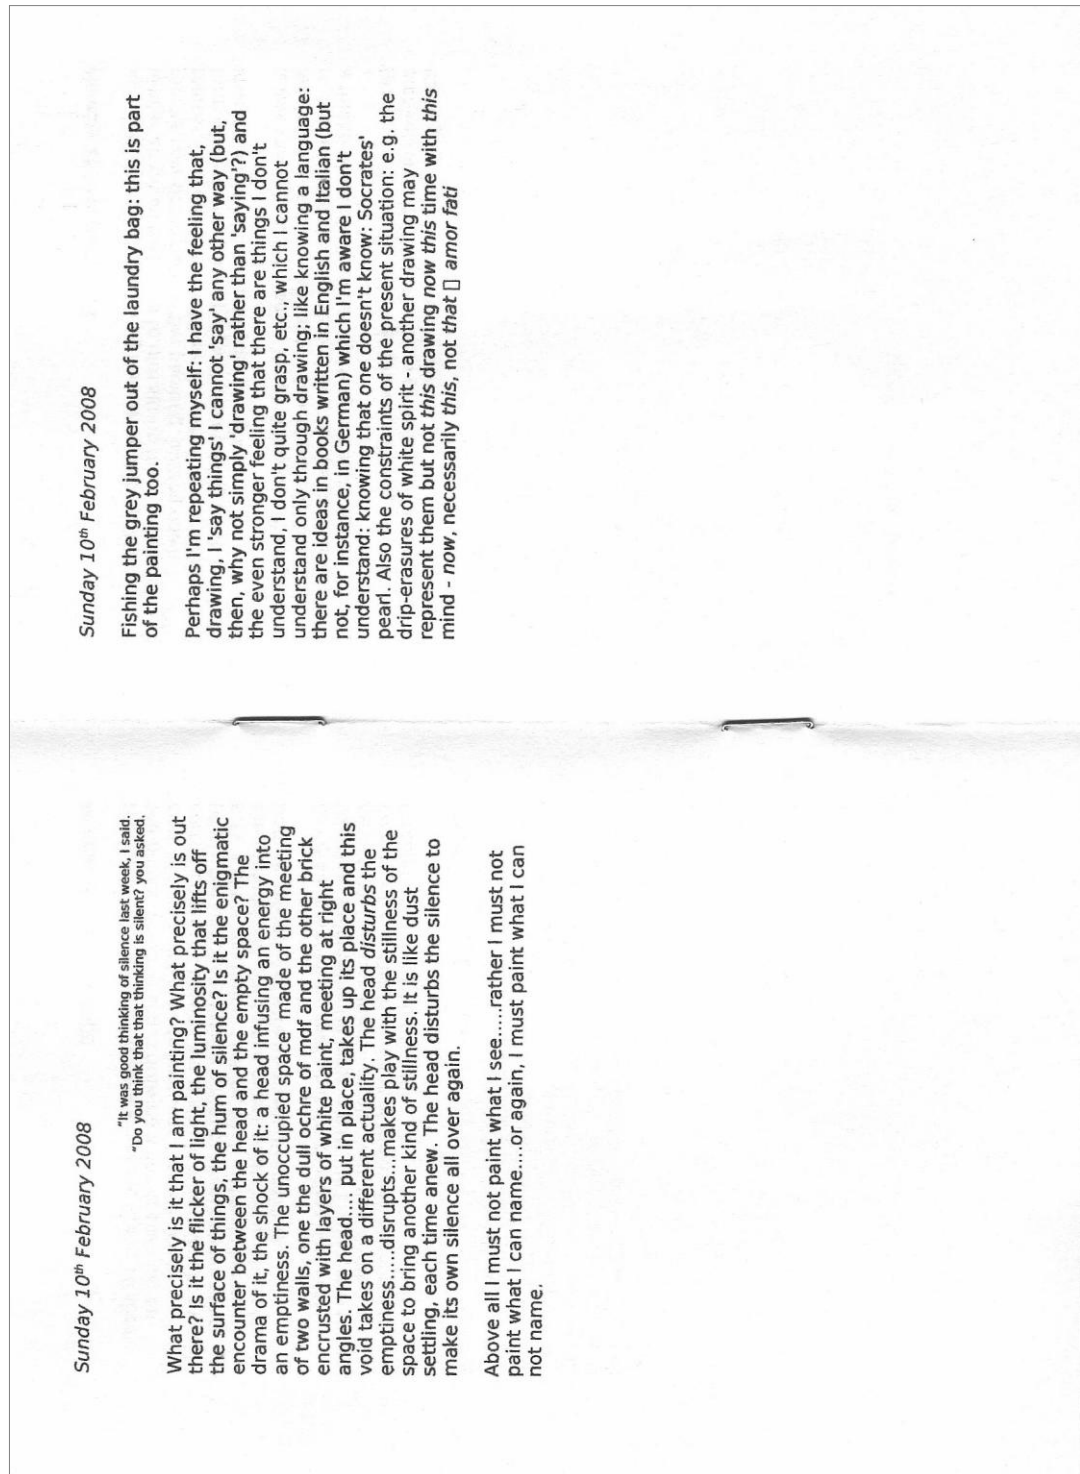 Sunday 10th February 2008
"It was good thinking of silence last week, I said.
"Do you think that that thinking is silent? you asked.
What precisely is it that I am painting? What precisely is out
there? Is it the flicker of light, the luminosity that lifts off
the surface of things, the hum of silence? Is it the enigmatic
encounter between the head and the empty space? The
drama of it, the shock of it: a head infusing an energy into
an emptiness. The unoccupied space  made of the meeting
of two walls, one the dull ochre of mdf and the other brick
encrusted with layers of white paint, meeting at right
angles. The head.... put in place, takes up its place and this
void takes on a different actuality. The head disturbs the
emptiness.....disrupts...makes play with the stillness of the
space to bring another kind of stillness. it is like dust
settling, each time anew. The head disturbs the silence to
make its own silence all over again.
Above all I must not paint what I see.....rather I must not
paint what I can name....or again, I must paint what I can
not name.
Sunday 10th February 2008
Fishing the grey jumper out of the laundry bag: this is part
of the painting too.
Perhaps I'm repeating myself: I have the feeling that,
drawing, I 'say things' I cannot 'say' any other way (but,
then, why not simply 'drawing' rather than 'saying'?) and
the even stronger feeling that there are things I don't
understand, I don't quite grasp, etc., which I cannot
understand only through drawing; like knowing a language:
there are ideas in books written in English and Italian (but
not, for instance, in German) which I'm aware I don't
understand: knowing that one doesn't know: Socrates'
pearl. Also the constraints of the present situation: e.g. the
drip-erasures of white spirit - another drawing may
represent them but not this drawing now this time with this
mind - now, necessarily this, not that ▯ amor fati